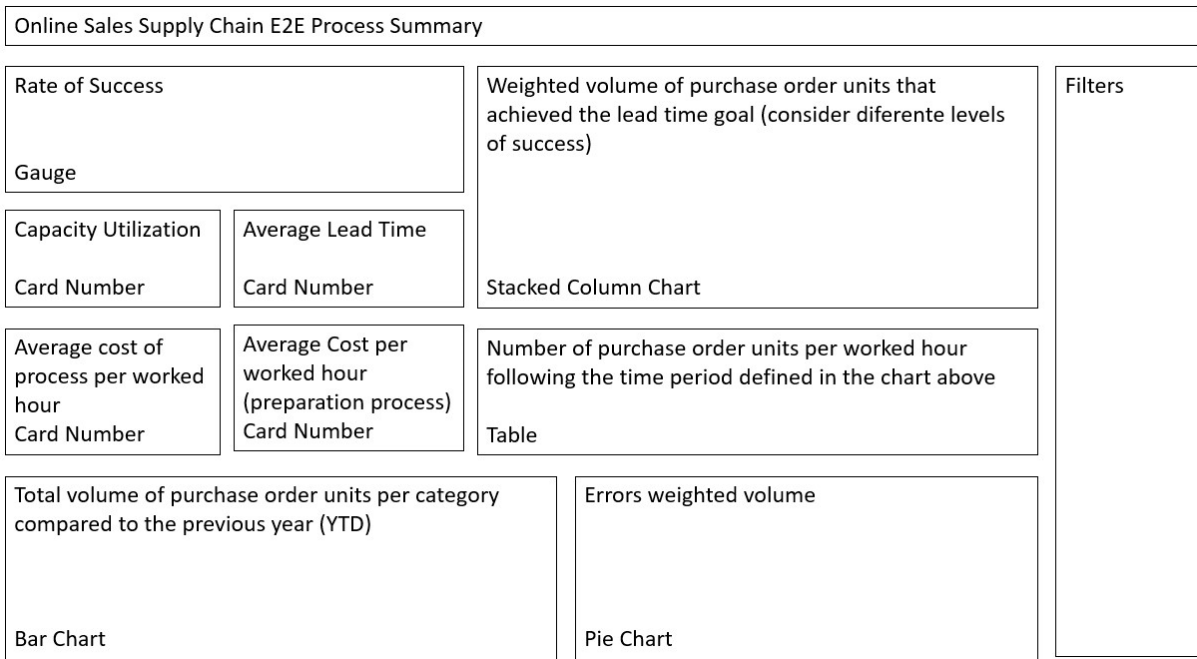 Online Sales Supply Chain E2E Process Summary
Rate of Success
Gauge
Weighted volume of purchase order units that
achieved the lead time goal (consider diferente levels
of success)
Stacked Column Chart
Filters
Capacity Utilization
Card Number
Average Lead Time
Card Number
Average cost of
process per worked
hour
Card Number
Average Cost per
worked hour
(preparation process)
Card Number
Number of purchase order units per worked hour
following the time period defined in the chart above
Table
Total volume of purchase order units per category
compared to the previous year (YTD)
Bar Chart
Errors weighted volume
Pie Chart